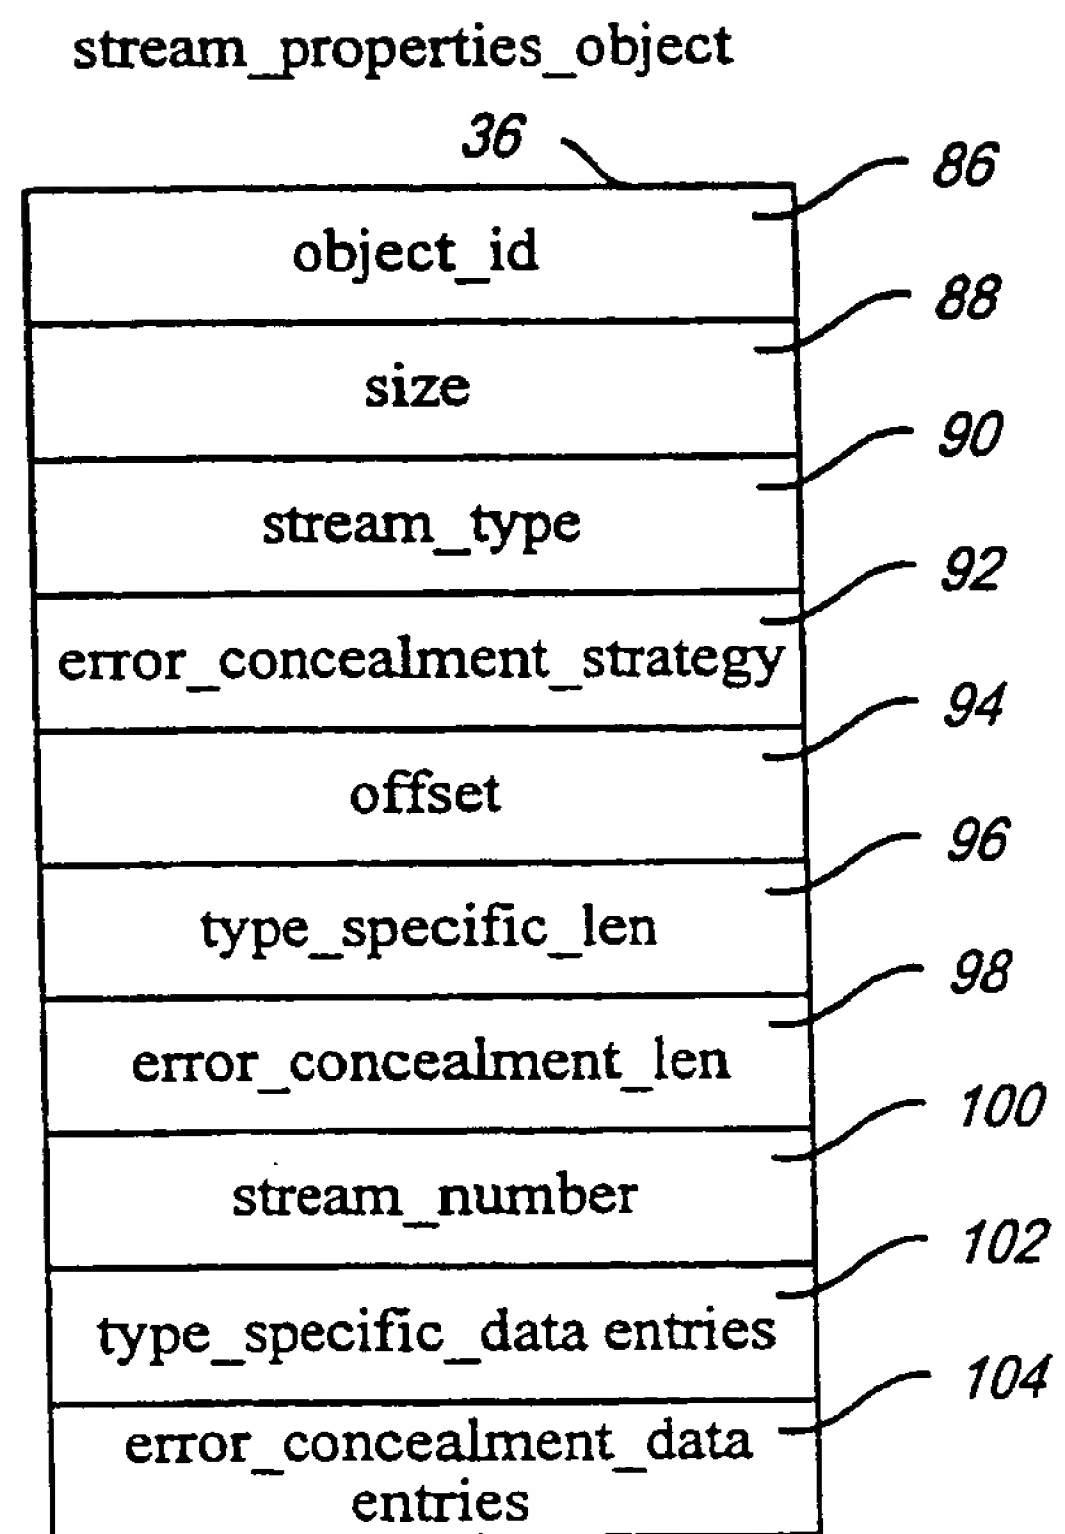 stream_properties_object
36
86
object_id
88
size
90
stream_type
92
error_concealment_strategy
94
offset
96
type_specific_len
98
error_concealment_len
100
stream_number
102
type_specific_data entries
104
error_concealment_data
entries